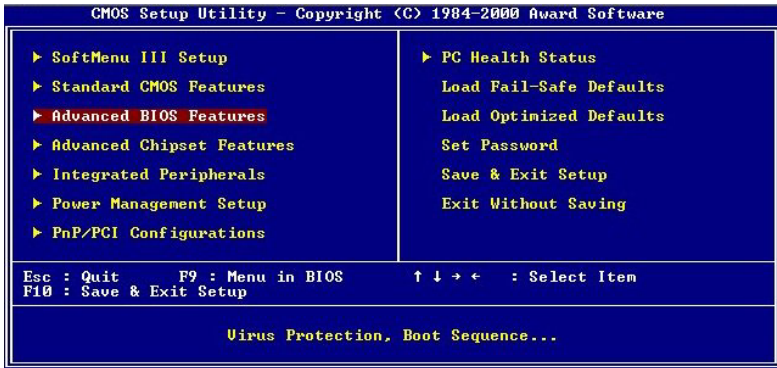 CMOS Setup Utility - Copyright (C) 1984-2000 Award Software
▶ SoftMenu III Setup
▶ Standard CMOS Features
▶ Advanced BIOS Features
▶ Advanced Chipset Features
▶ Integrated Peripherals
▶ Power Management Setup
▶ PnP/PCI Configurations
▶ PC Health Status
Load Fail-Safe Defaults
Load Optimized Defaults
Set Password
Save & Exit Setup
Exit Without Saving
Esc : Quit F9 : Menu in BIOS ↑ ↓ → ← : Select Item
F10 : Save & Exit Setup
Virus Protection, Boot Sequence...